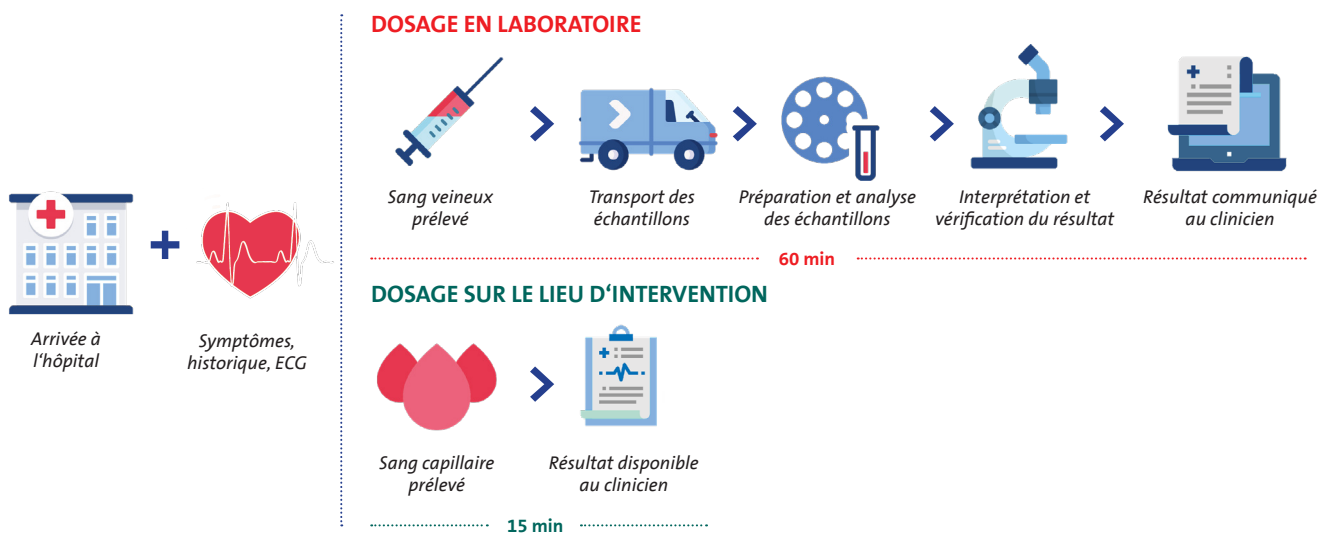 DOSAGE EN LABORATOIRE
Sang veineux
prélevé
Transport des
échantillons
Préparation et analyse
des échantillons
Interprétation et
vérification du résultat
Résultat communiqué
au clinicien
60 min
Arrivée à
l‘hôpital
Symptômes,
historique, ECG
DOSAGE SUR LE LIEU D‘INTERVENTION
Sang capillaire
prélevé
Résultat disponible
au clinicien
15 min